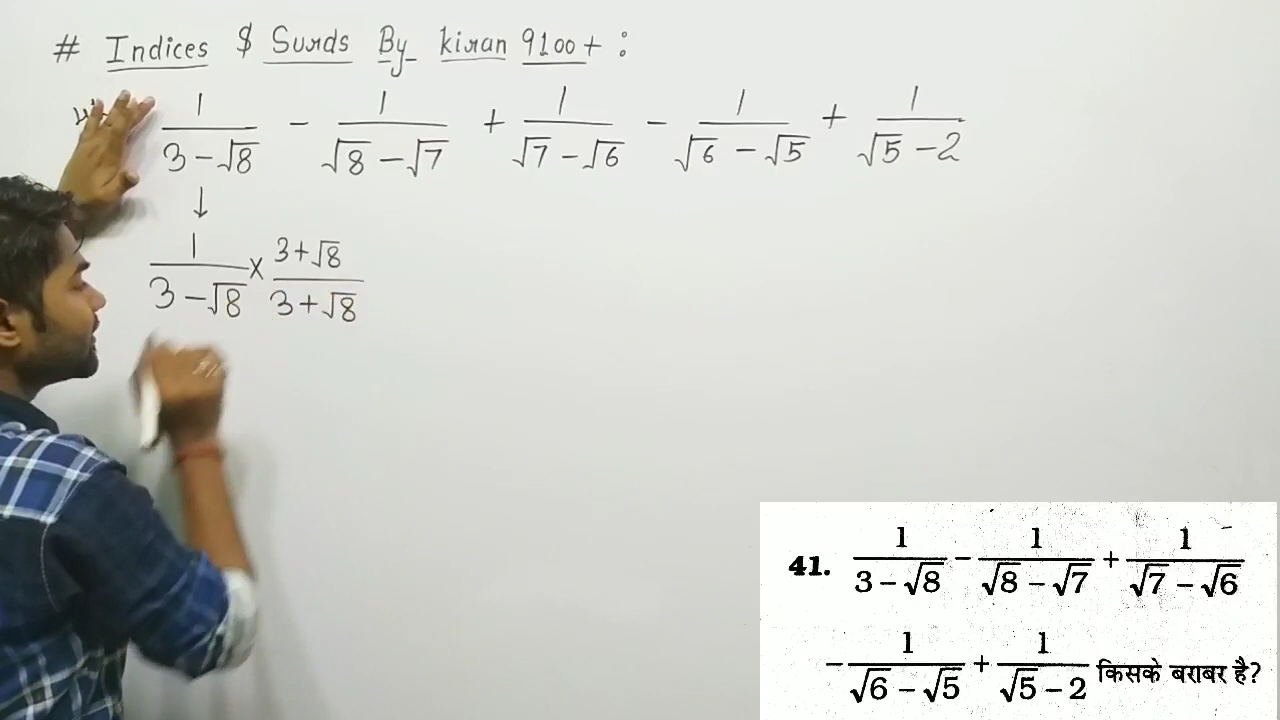 # Indices $ Surds By kiran 9100+ :
1/(3-√8) - 1/(√8-√7) + 1/(√7-√6) - 1/(√6-√5) + 1/(√5-2)
↓
1/(3-√8) × (3+√8)/(3+√8)
41. 1/(3-√8) - 1/(√8-√7) + 1/(√7-√6)
- 1/(√6-√5) + 1/(√5-2) किसके बराबर है?